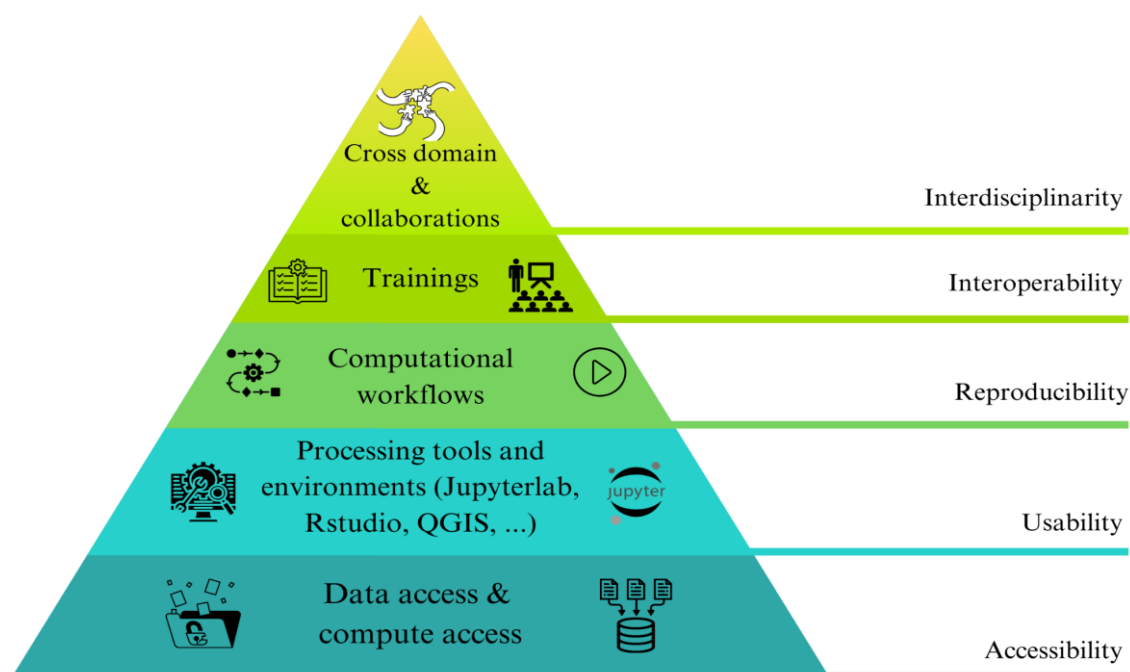 Cross domain
&
collaborations
Interdisciplinarity
Trainings
Interoperability
Computational
workflows
Reproducibility
Processing tools and
environments (Jupyterlab,
Rstudio, QGIS, ...)
jupyter
Usability
Data access &
compute access
Accessibility